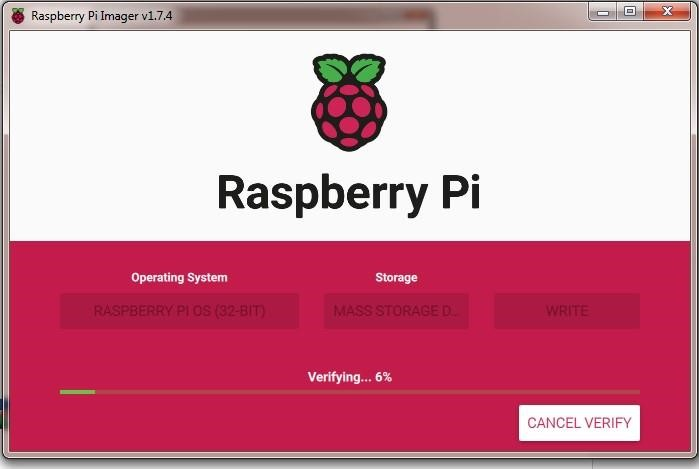 Raspberry Pi Imager v1.7.4
Raspberry Pi
Operating System
Storage
RASPBERRY PI OS (32-BIT)
MASS STORAGE D...
WRITE
Verifying... 6%
CANCEL VERIFY